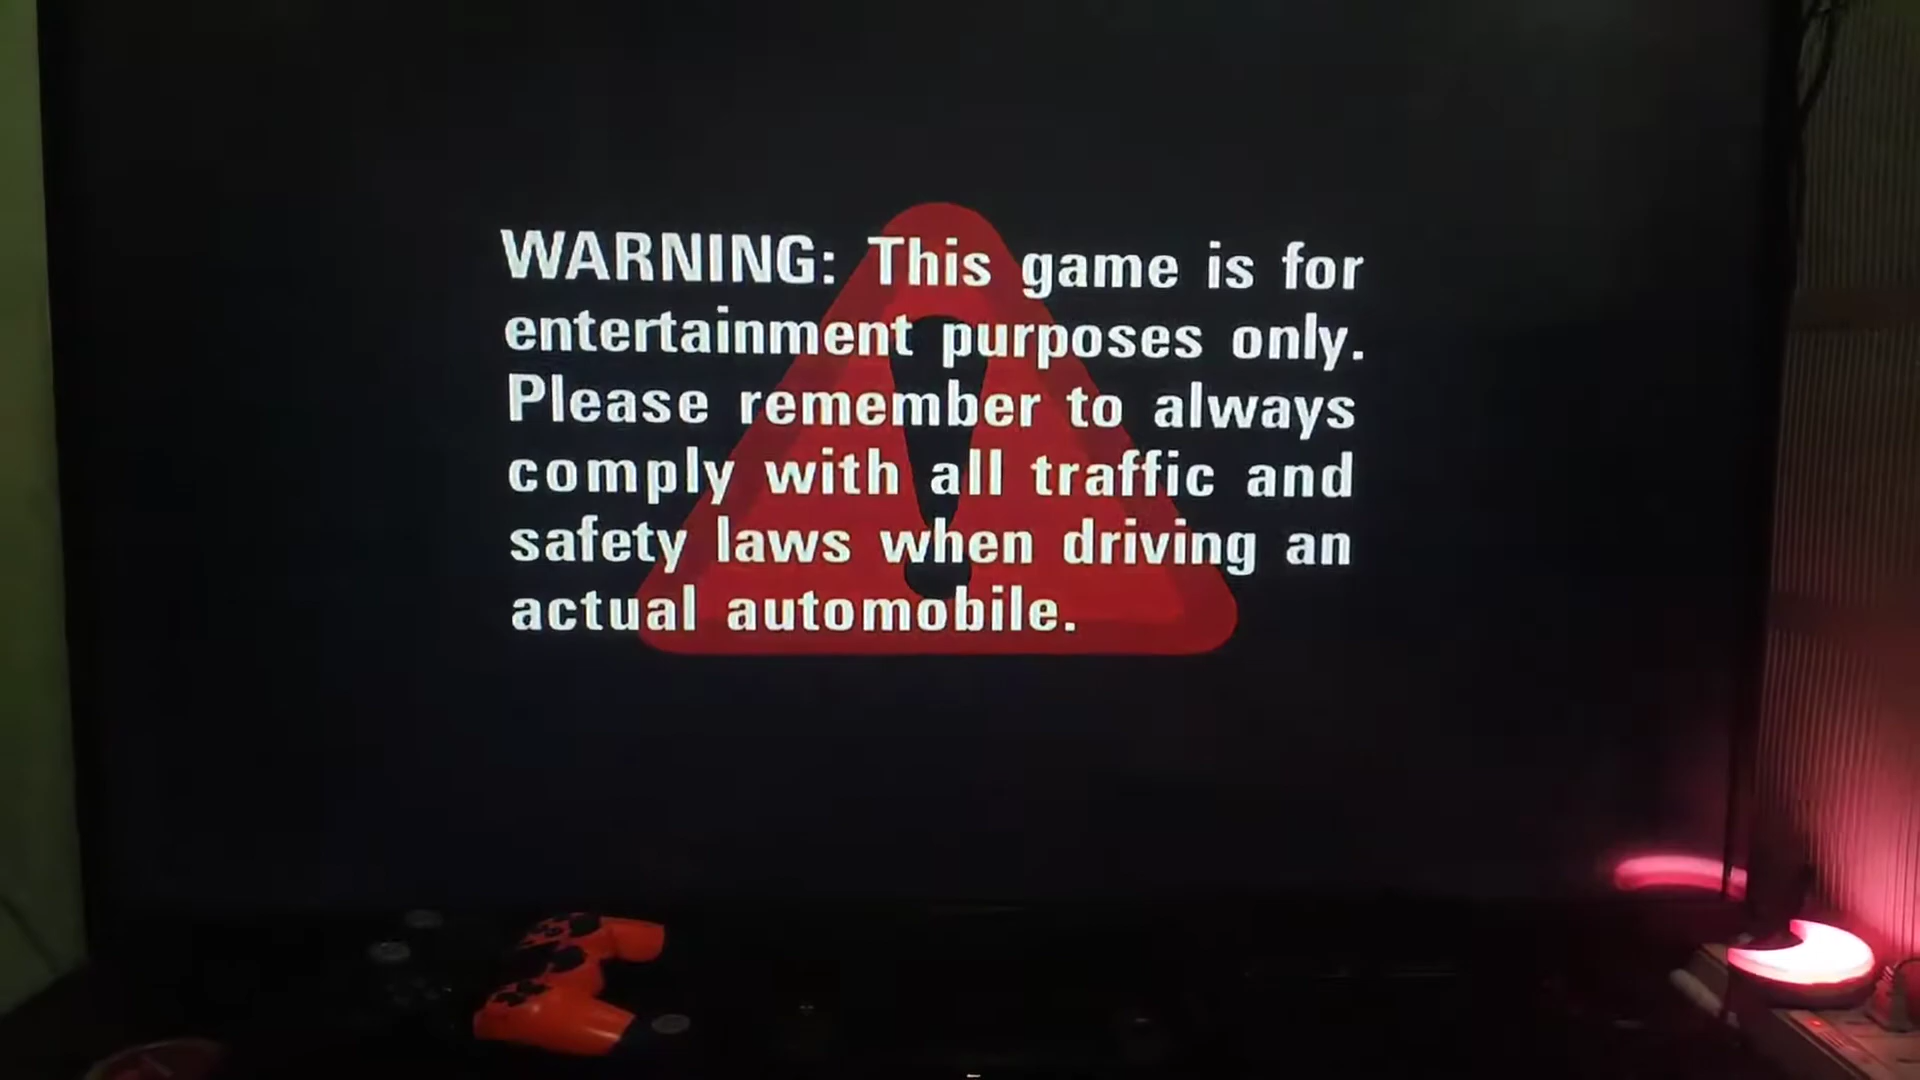 WARNING: This game is for
entertainment purposes only.
Please remember to always
comply with all traffic and
safety laws when driving an
actual automobile.